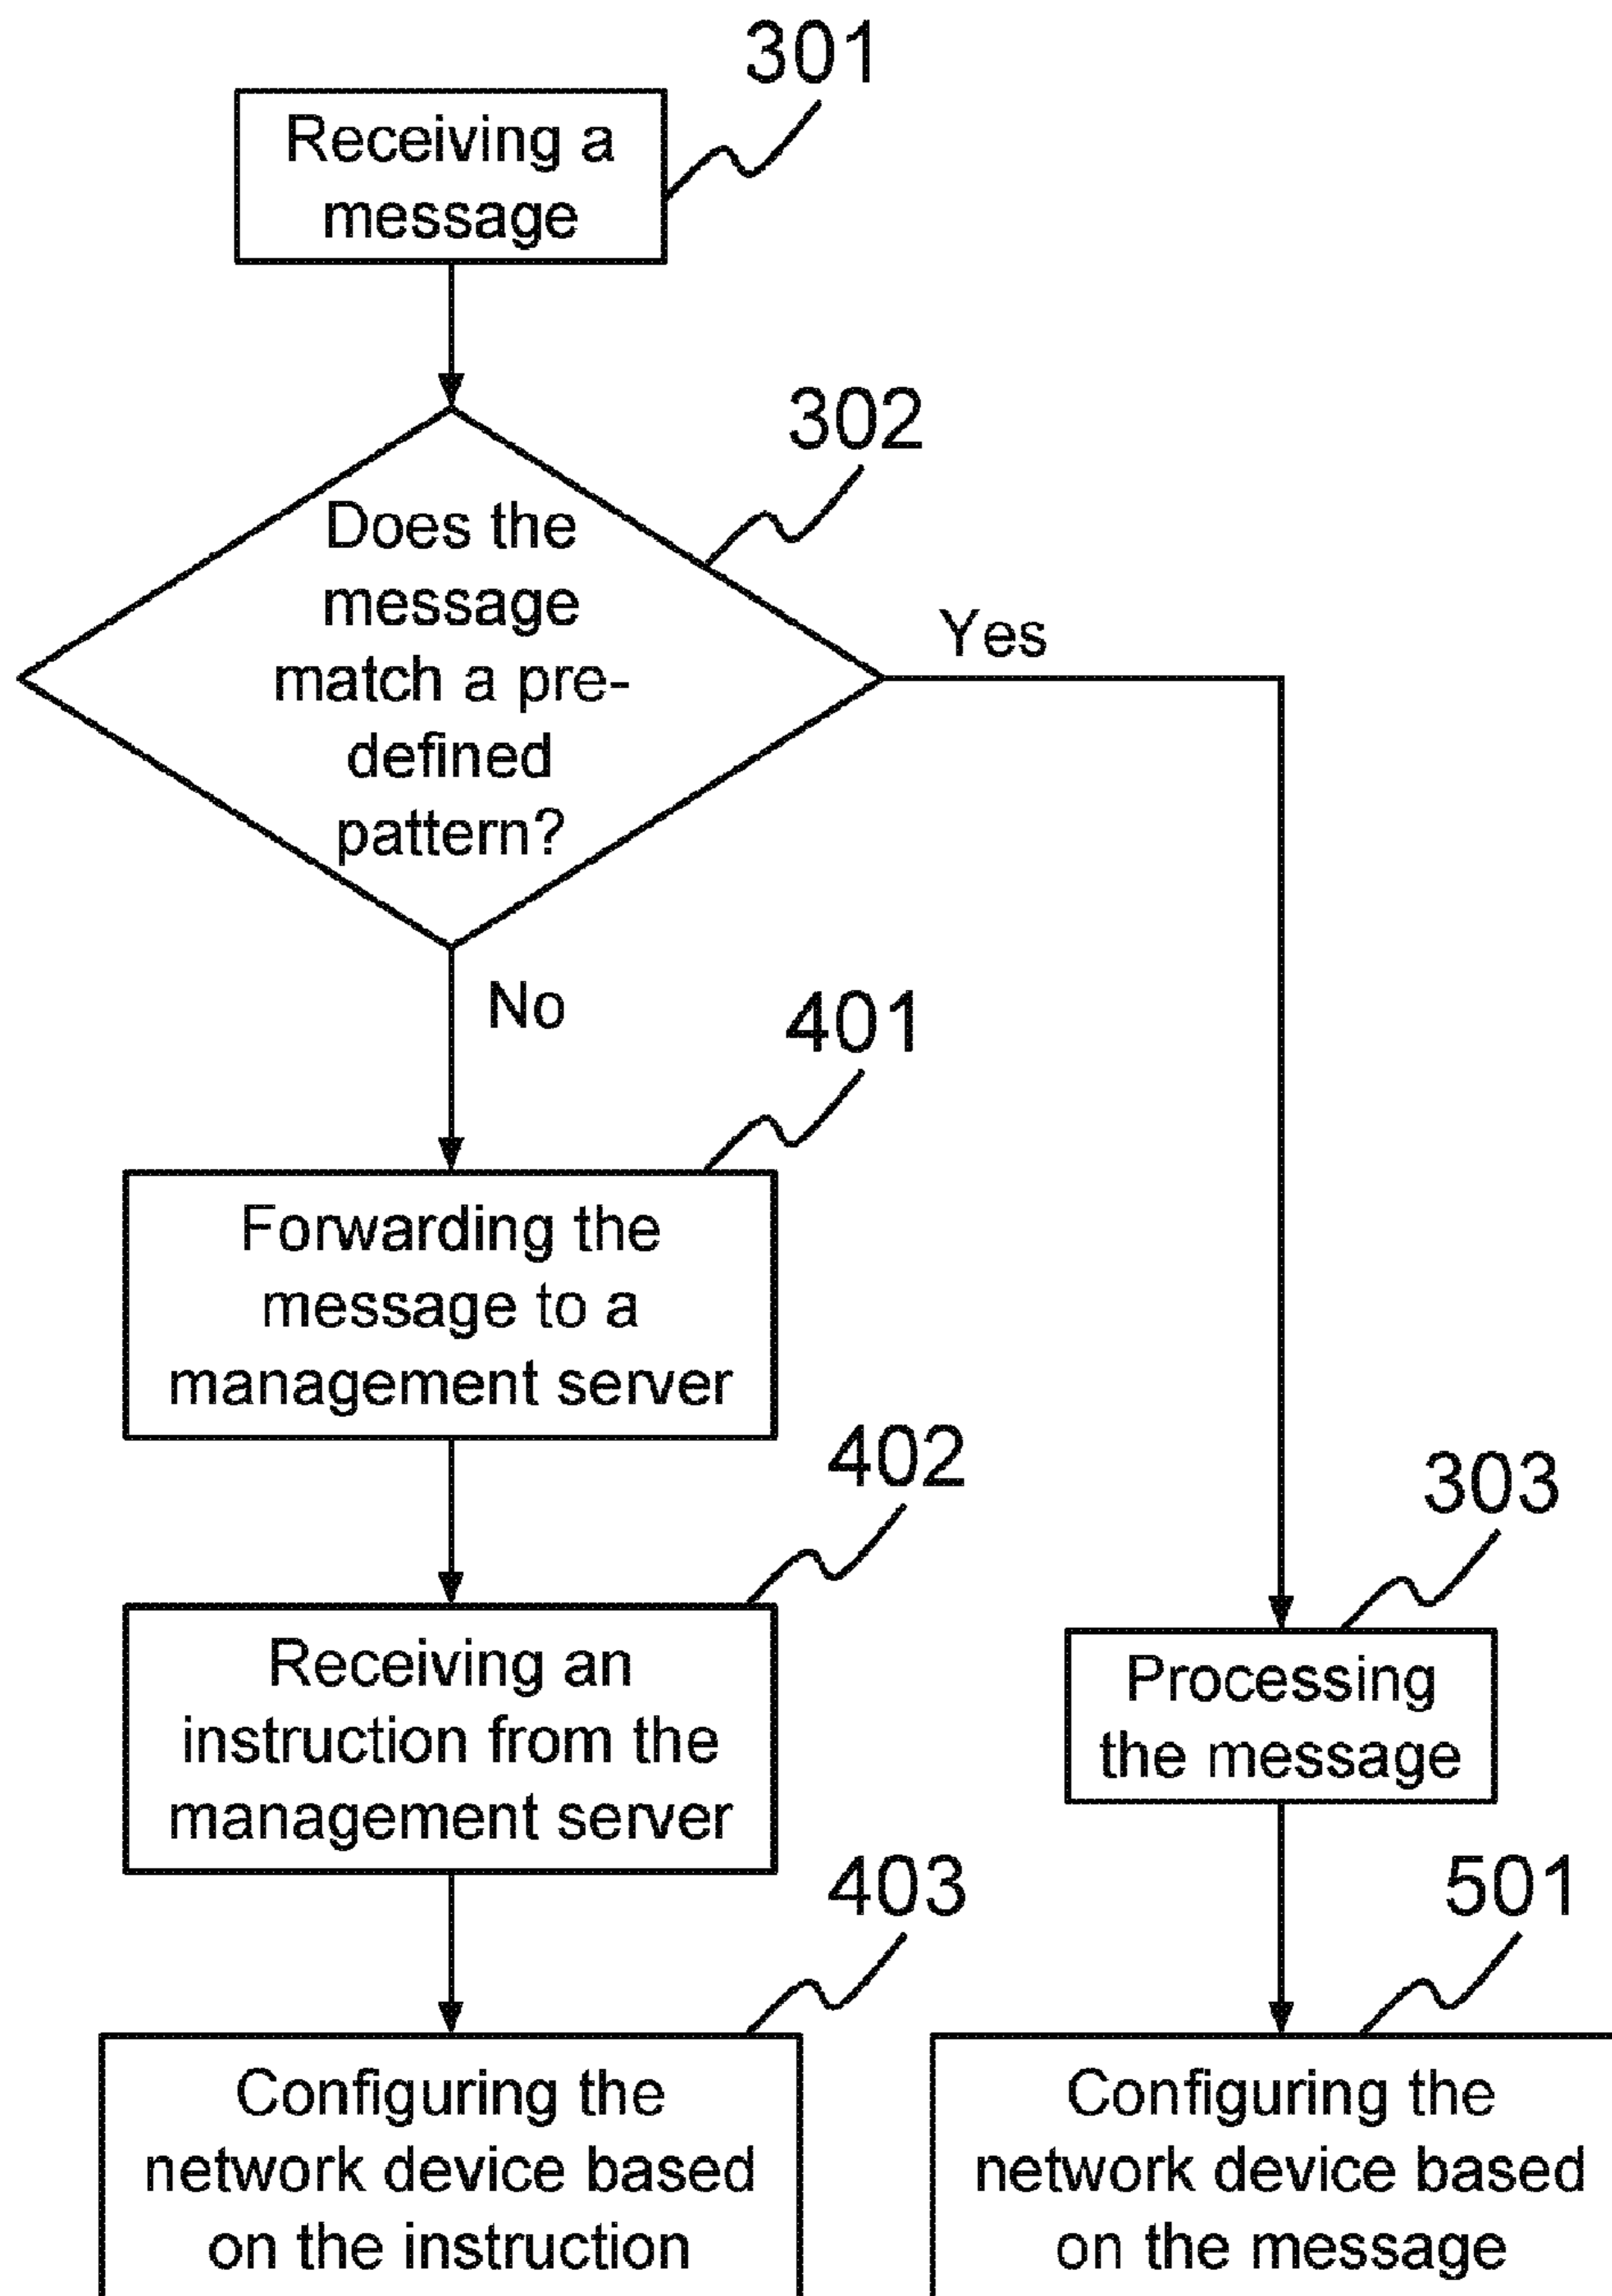 301
Receiving a
message
302
Does the
message
match a pre-
defined
pattern?
Yes
No
401
Forwarding the
message to a
management server
402
Receiving an
instruction from the
management server
303
Processing
the message
403
Configuring the
network device based
on the instruction
501
Configuring the
network device based
on the message